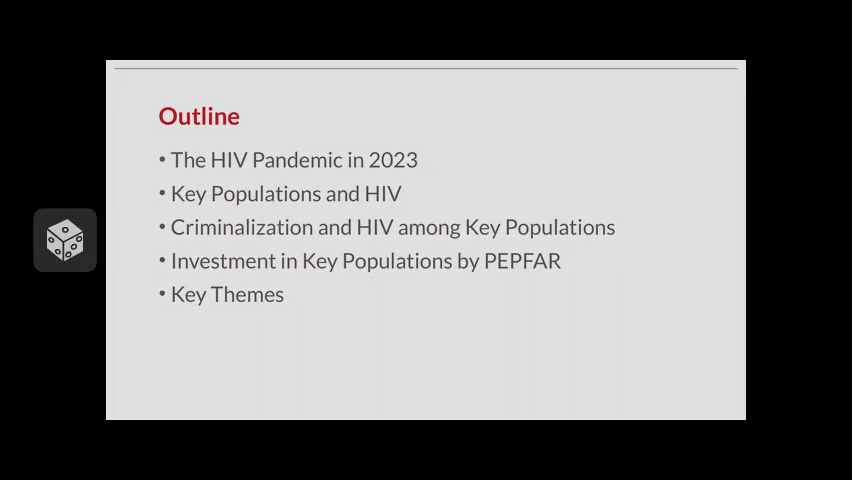 Outline
• The HIV Pandemic in 2023
• Key Populations and HIV
• Criminalization and HIV among Key Populations
• Investment in Key Populations by PEPFAR
• Key Themes